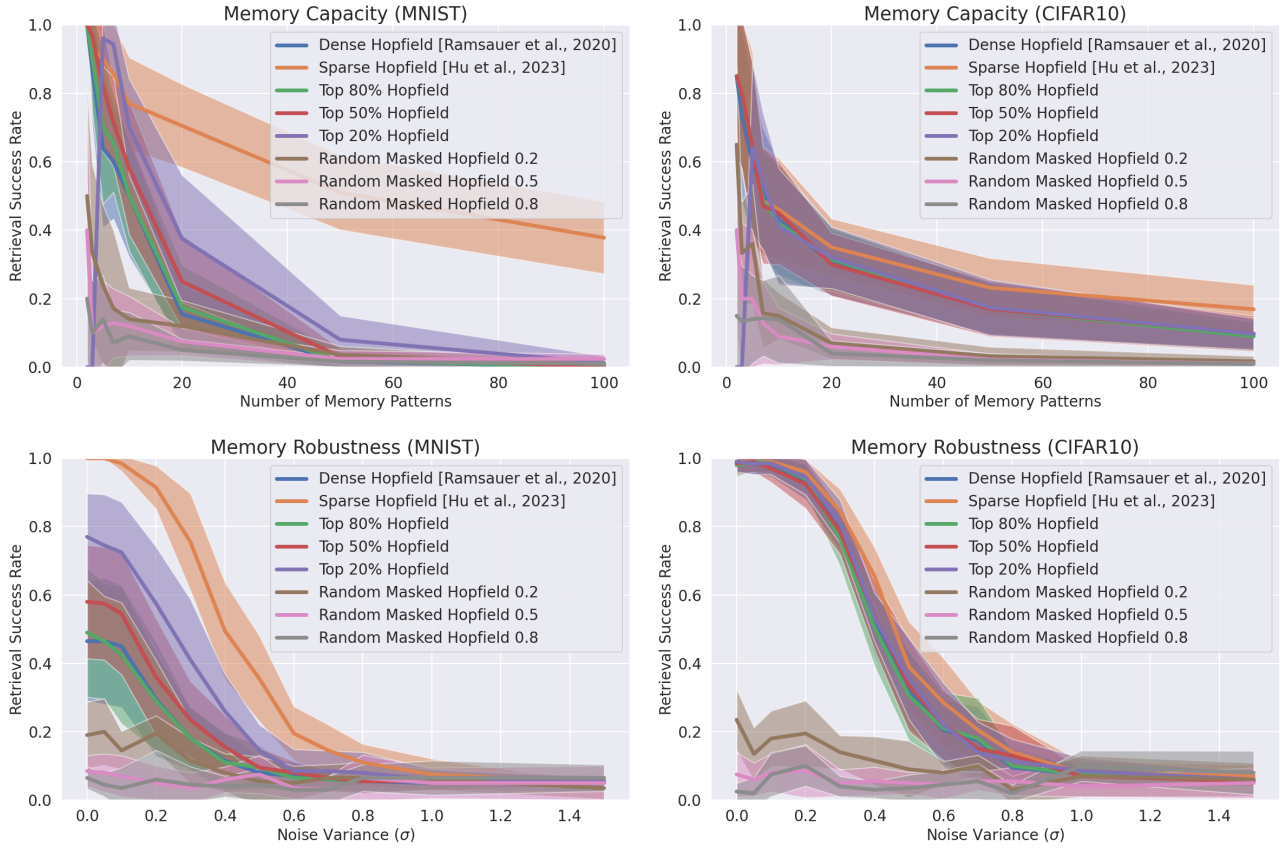 Memory Capacity (MNIST)
Retrieval Success Rate
1.0
0.8
0.6
0.4
0.2
0.0
Dense Hopfield [Ramsauer et al., 2020]
Sparse Hopfield [Hu et al., 2023]
Top 80% Hopfield
Top 50% Hopfield
Top 20% Hopfield
Random Masked Hopfield 0.2
Random Masked Hopfield 0.5
Random Masked Hopfield 0.8
0 20 40 60 80 100
Number of Memory Patterns
Memory Capacity (CIFAR10)
Retrieval Success Rate
1.0
0.8
0.6
0.4
0.2
0.0
Dense Hopfield [Ramsauer et al., 2020]
Sparse Hopfield [Hu et al., 2023]
Top 80% Hopfield
Top 50% Hopfield
Top 20% Hopfield
Random Masked Hopfield 0.2
Random Masked Hopfield 0.5
Random Masked Hopfield 0.8
0 20 40 60 80 100
Number of Memory Patterns
Memory Robustness (MNIST)
Retrieval Success Rate
1.0
0.8
0.6
0.4
0.2
0.0
Dense Hopfield [Ramsauer et al., 2020]
Sparse Hopfield [Hu et al., 2023]
Top 80% Hopfield
Top 50% Hopfield
Top 20% Hopfield
Random Masked Hopfield 0.2
Random Masked Hopfield 0.5
Random Masked Hopfield 0.8
0.0 0.2 0.4 0.6 0.8 1.0 1.2 1.4
Noise Variance (σ)
Memory Robustness (CIFAR10)
Retrieval Success Rate
1.0
0.8
0.6
0.4
0.2
0.0
Dense Hopfield [Ramsauer et al., 2020]
Sparse Hopfield [Hu et al., 2023]
Top 80% Hopfield
Top 50% Hopfield
Top 20% Hopfield
Random Masked Hopfield 0.2
Random Masked Hopfield 0.5
Random Masked Hopfield 0.8
0.0 0.2 0.4 0.6 0.8 1.0 1.2 1.4
Noise Variance (σ)